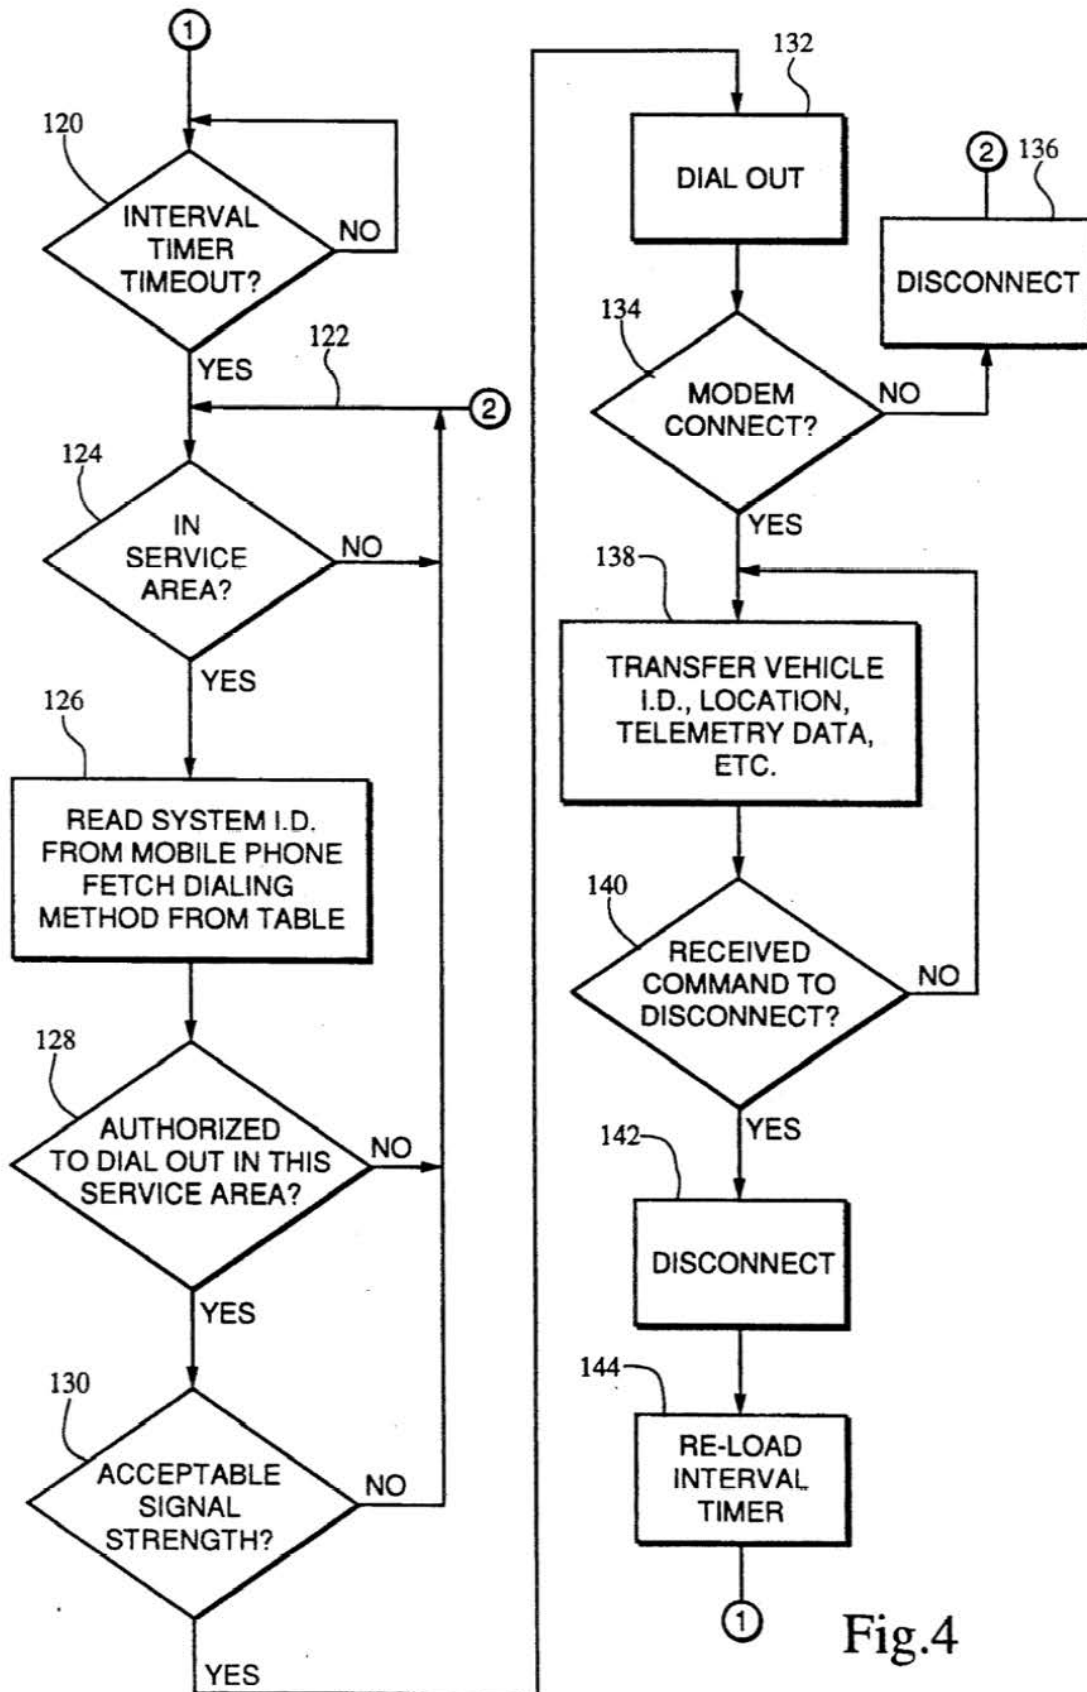 1
120
INTERVAL
TIMER
TIMEOUT?
NO
YES
122
2
124
IN
SERVICE
AREA?
NO
YES
126
READ SYSTEM I.D.
FROM MOBILE PHONE
FETCH DIALING
METHOD FROM TABLE
128
AUTHORIZED
TO DIAL OUT IN THIS
SERVICE AREA?
NO
YES
130
ACCEPTABLE
SIGNAL
STRENGTH?
NO
YES
132
DIAL OUT
2
136
DISCONNECT
134
MODEM
CONNECT?
NO
YES
138
TRANSFER VEHICLE
I.D., LOCATION,
TELEMETRY DATA,
ETC.
140
RECEIVED
COMMAND TO
DISCONNECT?
NO
YES
142
DISCONNECT
144
RE-LOAD
INTERVAL
TIMER
1
Fig.4